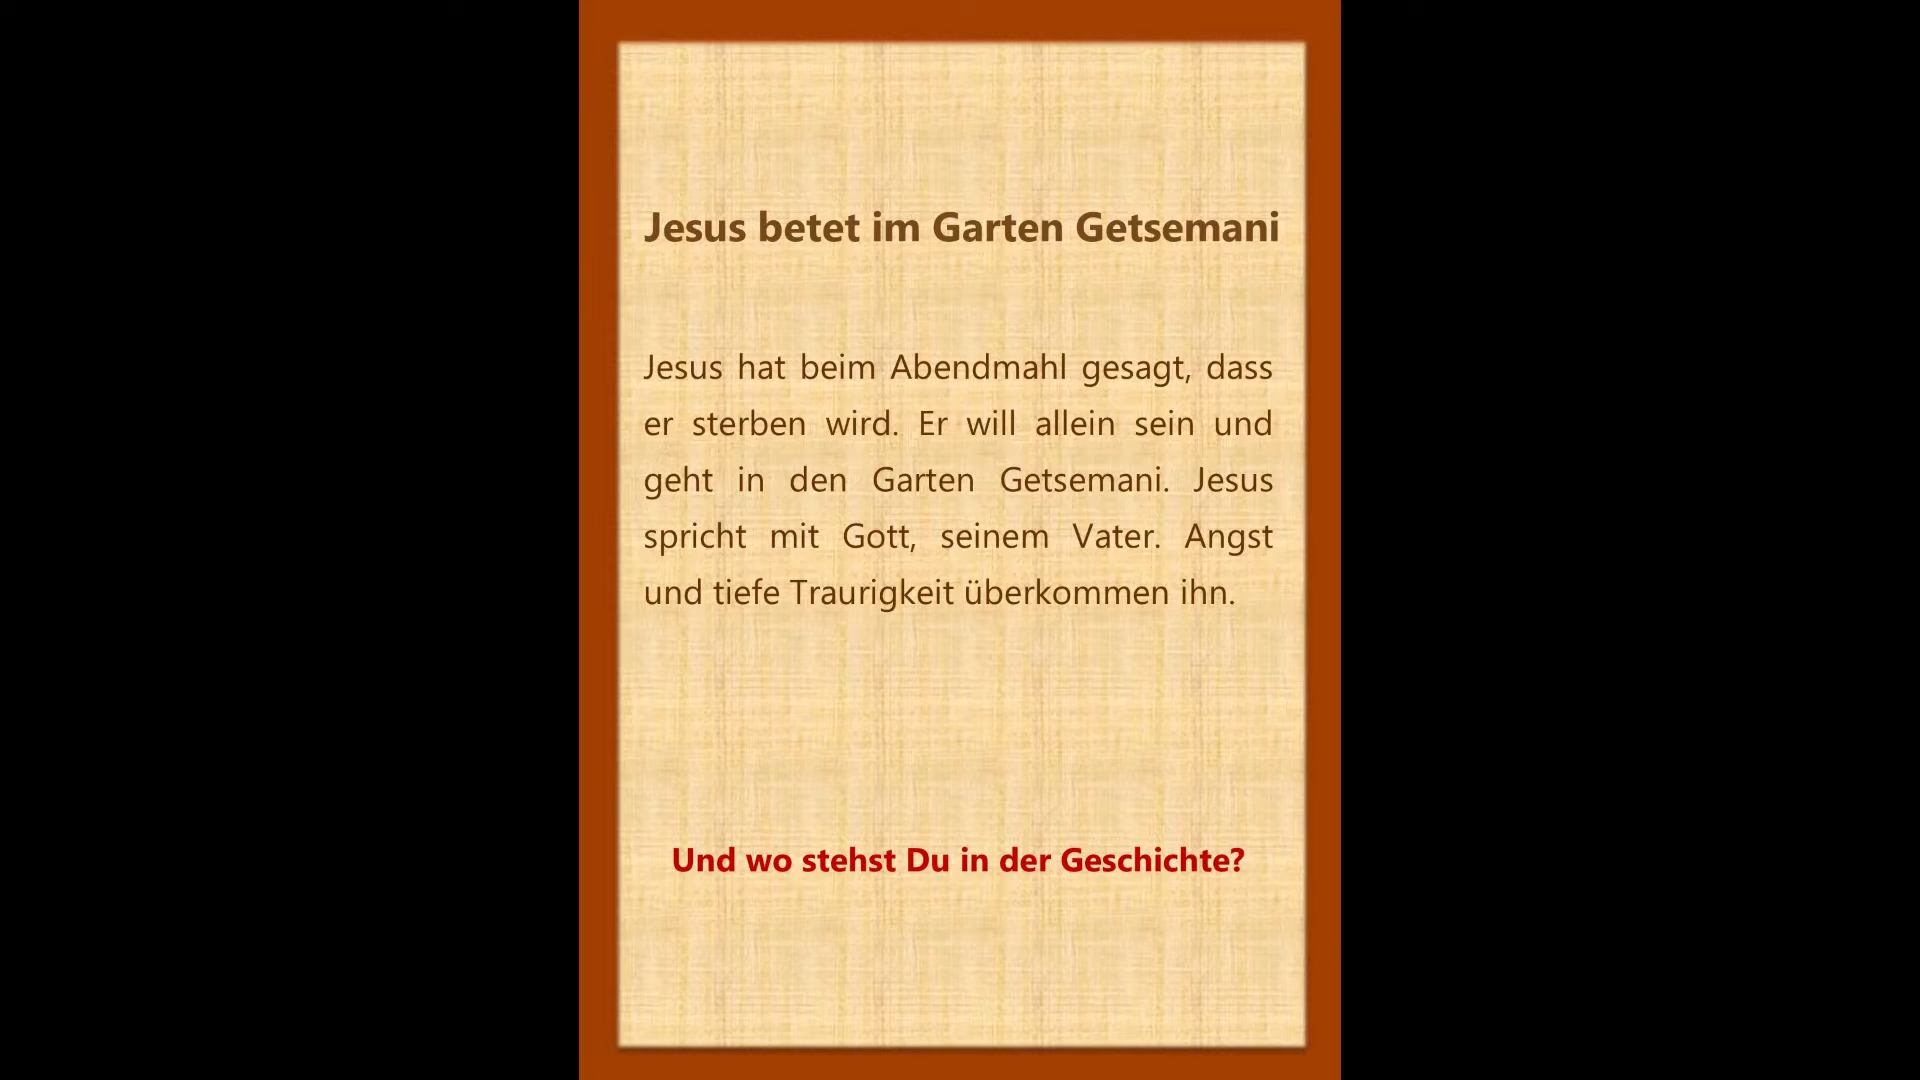 Jesus betet im Garten Getsemani
Jesus hat beim Abendmahl gesagt, dass
er sterben wird. Er will allein sein und
geht in den Garten Getsemani. Jesus
spricht mit Gott, seinem Vater. Angst
und tiefe Traurigkeit überkommen ihn.
Und wo stehst Du in der Geschichte?